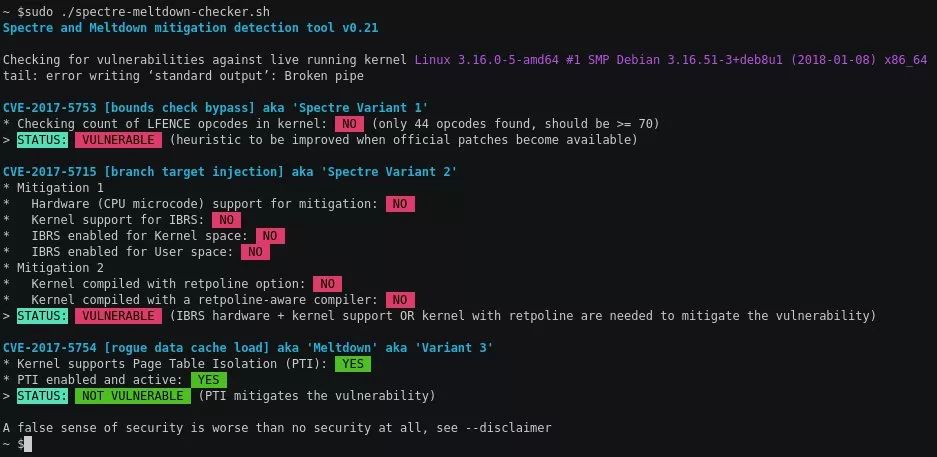 ~ $sudo ./spectre-meltdown-checker.sh
Spectre and Meltdown mitigation detection tool v0.21
Checking for vulnerabilities against live running kernel Linux 3.16.0-5-amd64 #1 SMP Debian 3.16.51-3+deb8u1 (2018-01-08) x86_64
tail: error writing ‘standard output’: Broken pipe
CVE-2017-5753 [bounds check bypass] aka 'Spectre Variant 1'
* Checking count of LFENCE opcodes in kernel: NO (only 44 opcodes found, should be >= 70)
> STATUS: VULNERABLE (heuristic to be improved when official patches become available)
CVE-2017-5715 [branch target injection] aka 'Spectre Variant 2'
* Mitigation 1
* Hardware (CPU microcode) support for mitigation: NO
* Kernel support for IBRS: NO
* IBRS enabled for Kernel space: NO
* IBRS enabled for User space: NO
* Mitigation 2
* Kernel compiled with retpoline option: NO
* Kernel compiled with a retpoline-aware compiler: NO
> STATUS: VULNERABLE (IBRS hardware + kernel support OR kernel with retpoline are needed to mitigate the vulnerability)
CVE-2017-5754 [rogue data cache load] aka 'Meltdown' aka 'Variant 3'
* Kernel supports Page Table Isolation (PTI): YES
* PTI enabled and active: YES
> STATUS: NOT VULNERABLE (PTI mitigates the vulnerability)
A false sense of security is worse than no security at all, see --disclaimer
~ $